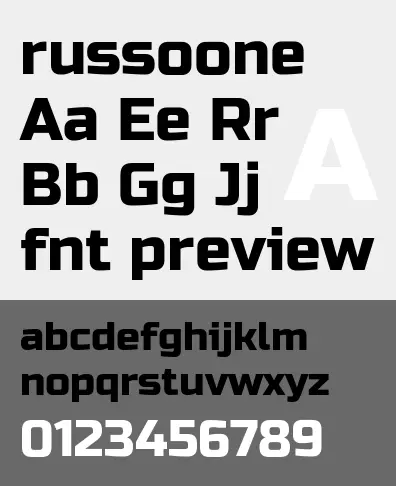 russoone
Aa Ee Rr
A
Bb Gg Jj
fnt preview
abcdefghijklm
nopqrstuvwxyz
0123456789